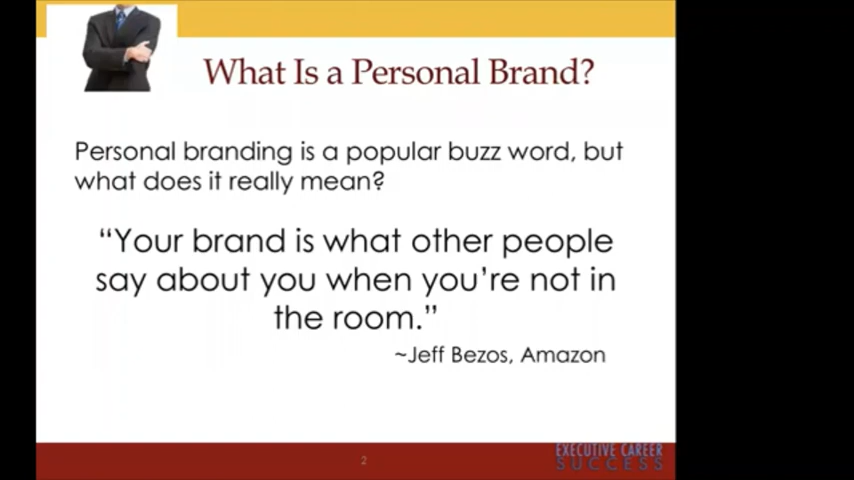 What Is a Personal Brand?
Personal branding is a popular buzz word, but
what does it really mean?
“Your brand is what other people
say about you when you’re not in
the room.”
~Jeff Bezos, Amazon
2
EXECUTIVE CAREER
SUCCESS